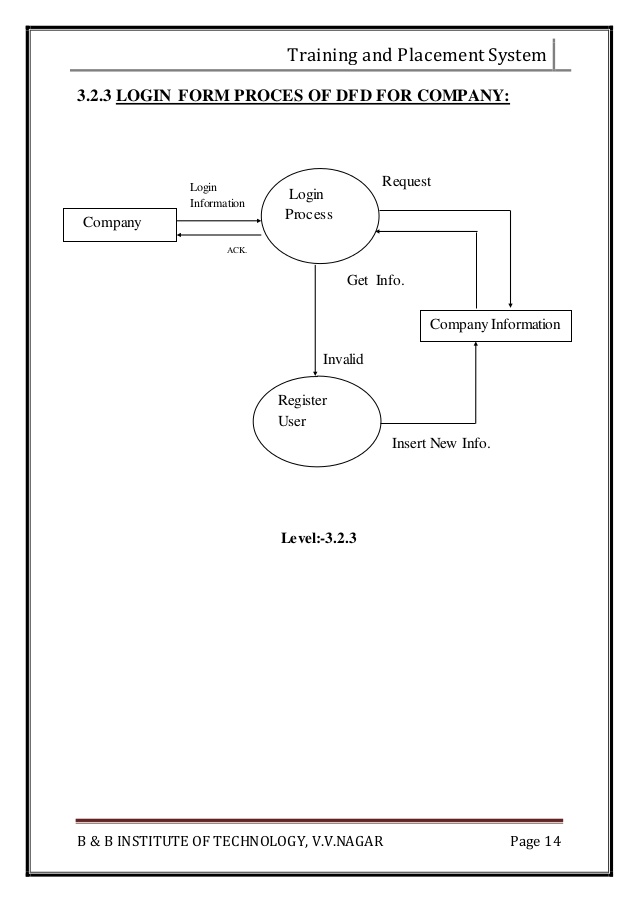 Training and Placement System
3.2.3 LOGIN FORM PROCES OF DFD FOR COMPANY:
Login
Information
Login
Process
Request
Company
ACK.
Get Info.
Company Information
Invalid
Register
User
Insert New Info.
Level:-3.2.3
B & B INSTITUTE OF TECHNOLOGY, V.V.NAGAR
Page 14